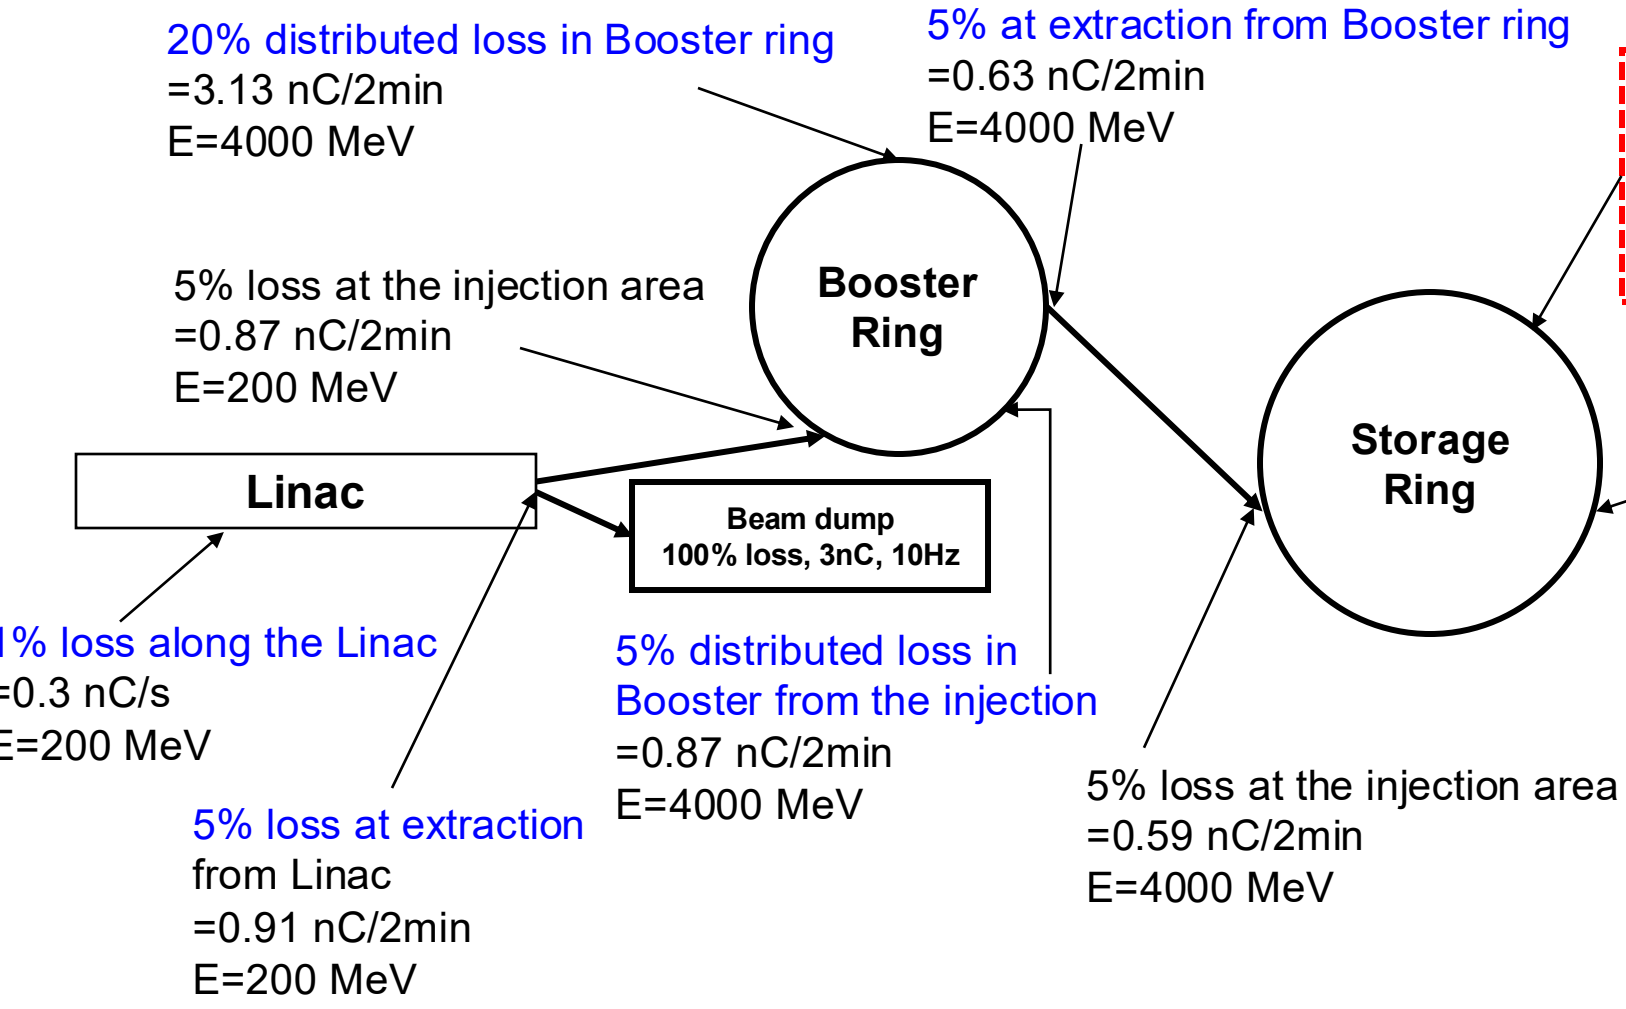 20% distributed loss in Booster ring
=3.13 nC/2min
E=4000 MeV
5% at extraction from Booster ring
=0.63 nC/2min
E=4000 MeV
5% loss at the injection area
=0.87 nC/2min
E=200 MeV
Booster
Ring
Storage
Ring
Linac
Beam dump
100% loss, 3nC, 10Hz
1% loss along the Linac
=0.3 nC/s
E=200 MeV
5% distributed loss in
Booster from the injection
=0.87 nC/2min
E=4000 MeV
5% loss at extraction
from Linac
=0.91 nC/2min
E=200 MeV
5% loss at the injection area
=0.59 nC/2min
E=4000 MeV